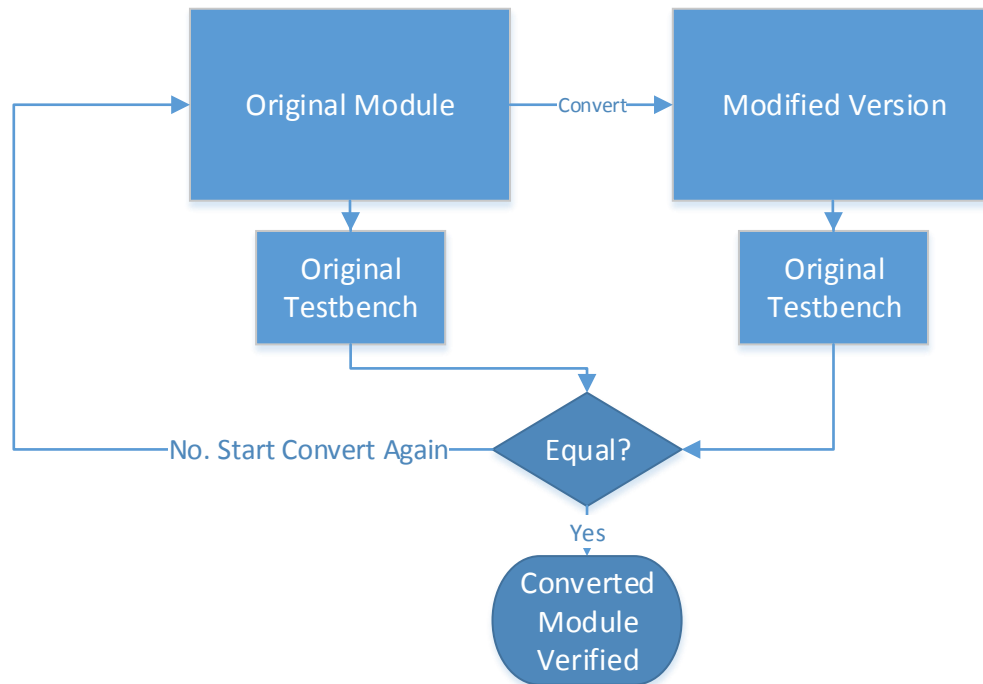 Original Module
Convert
Modified Version
Original
Testbench
Original
Testbench
No. Start Convert Again
Equal?
Yes
Converted
Module
Verified